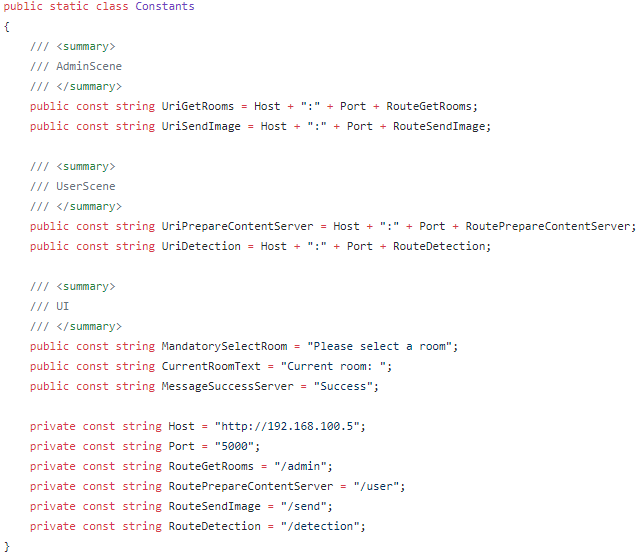 public static class Constants
{
    /// <summary>
    /// AdminScene
    /// </summary>
    public const string UriGetRooms = Host + ":" + Port + RouteGetRooms;
    public const string UriSendImage = Host + ":" + Port + RouteSendImage;

    /// <summary>
    /// UserScene
    /// </summary>
    public const string UriPrepareContentServer = Host + ":" + Port + RoutePrepareContentServer;
    public const string UriDetection = Host + ":" + Port + RouteDetection;

    /// <summary>
    /// UI
    /// </summary>
    public const string MandatorySelectRoom = "Please select a room";
    public const string CurrentRoomText = "Current room: ";
    public const string MessageSuccessServer = "Success";

    private const string Host = "http://192.168.100.5";
    private const string Port = "5000";
    private const string RouteGetRooms = "/admin";
    private const string RoutePrepareContentServer = "/user";
    private const string RouteSendImage = "/send";
    private const string RouteDetection = "/detection";
}